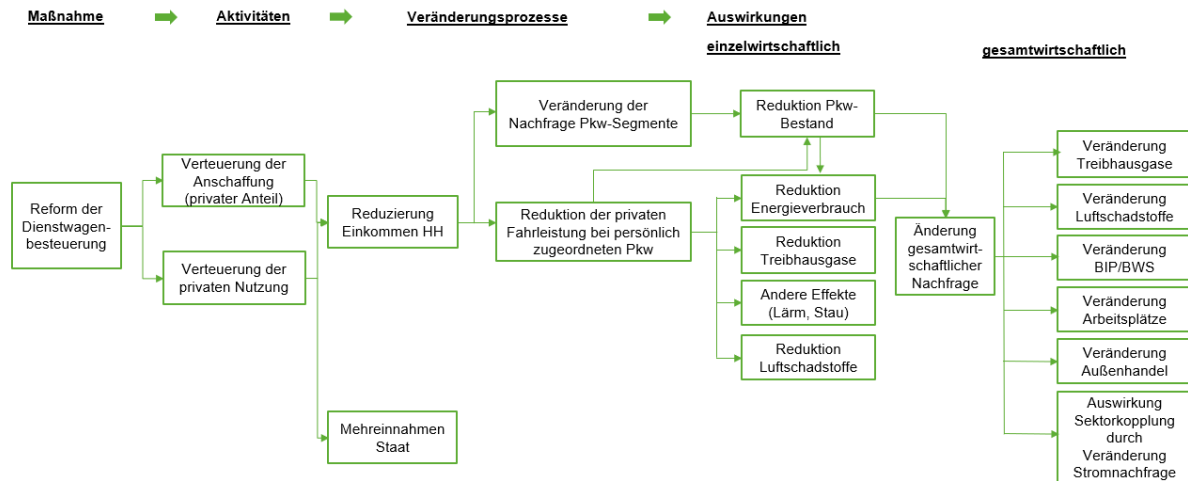 Maßnahme
Aktivitäten
Veränderungsprozesse
Auswirkungen
einzelwirtschaftlich
gesamtwirtschaftlich
Reform der
Dienstwagen-
besteuerung
Verteuerung der
Anschaffung
(privater Anteil)
Verteuerung der
privaten Nutzung
Reduzierung
Einkommen HH
Mehreinnahmen
Staat
Veränderung der
Nachfrage Pkw-Segmente
Reduktion der privaten
Fahrleistung bei persönlich
zugeordneten Pkw
Reduktion Pkw-
Bestand
Reduktion
Energieverbrauch
Reduktion
Treibhausgase
Andere Effekte
(Lärm, Stau)
Reduktion
Luftschadstoffe
Änderung
gesamtwirt-
schaftlicher
Nachfrage
Veränderung
Treibhausgase
Veränderung
Luftschadstoffe
Veränderung
BIP/BWS
Veränderung
Arbeitsplätze
Veränderung
Außenhandel
Auswirkung
Sektorkopplung
durch
Veränderung
Stromnachfrage